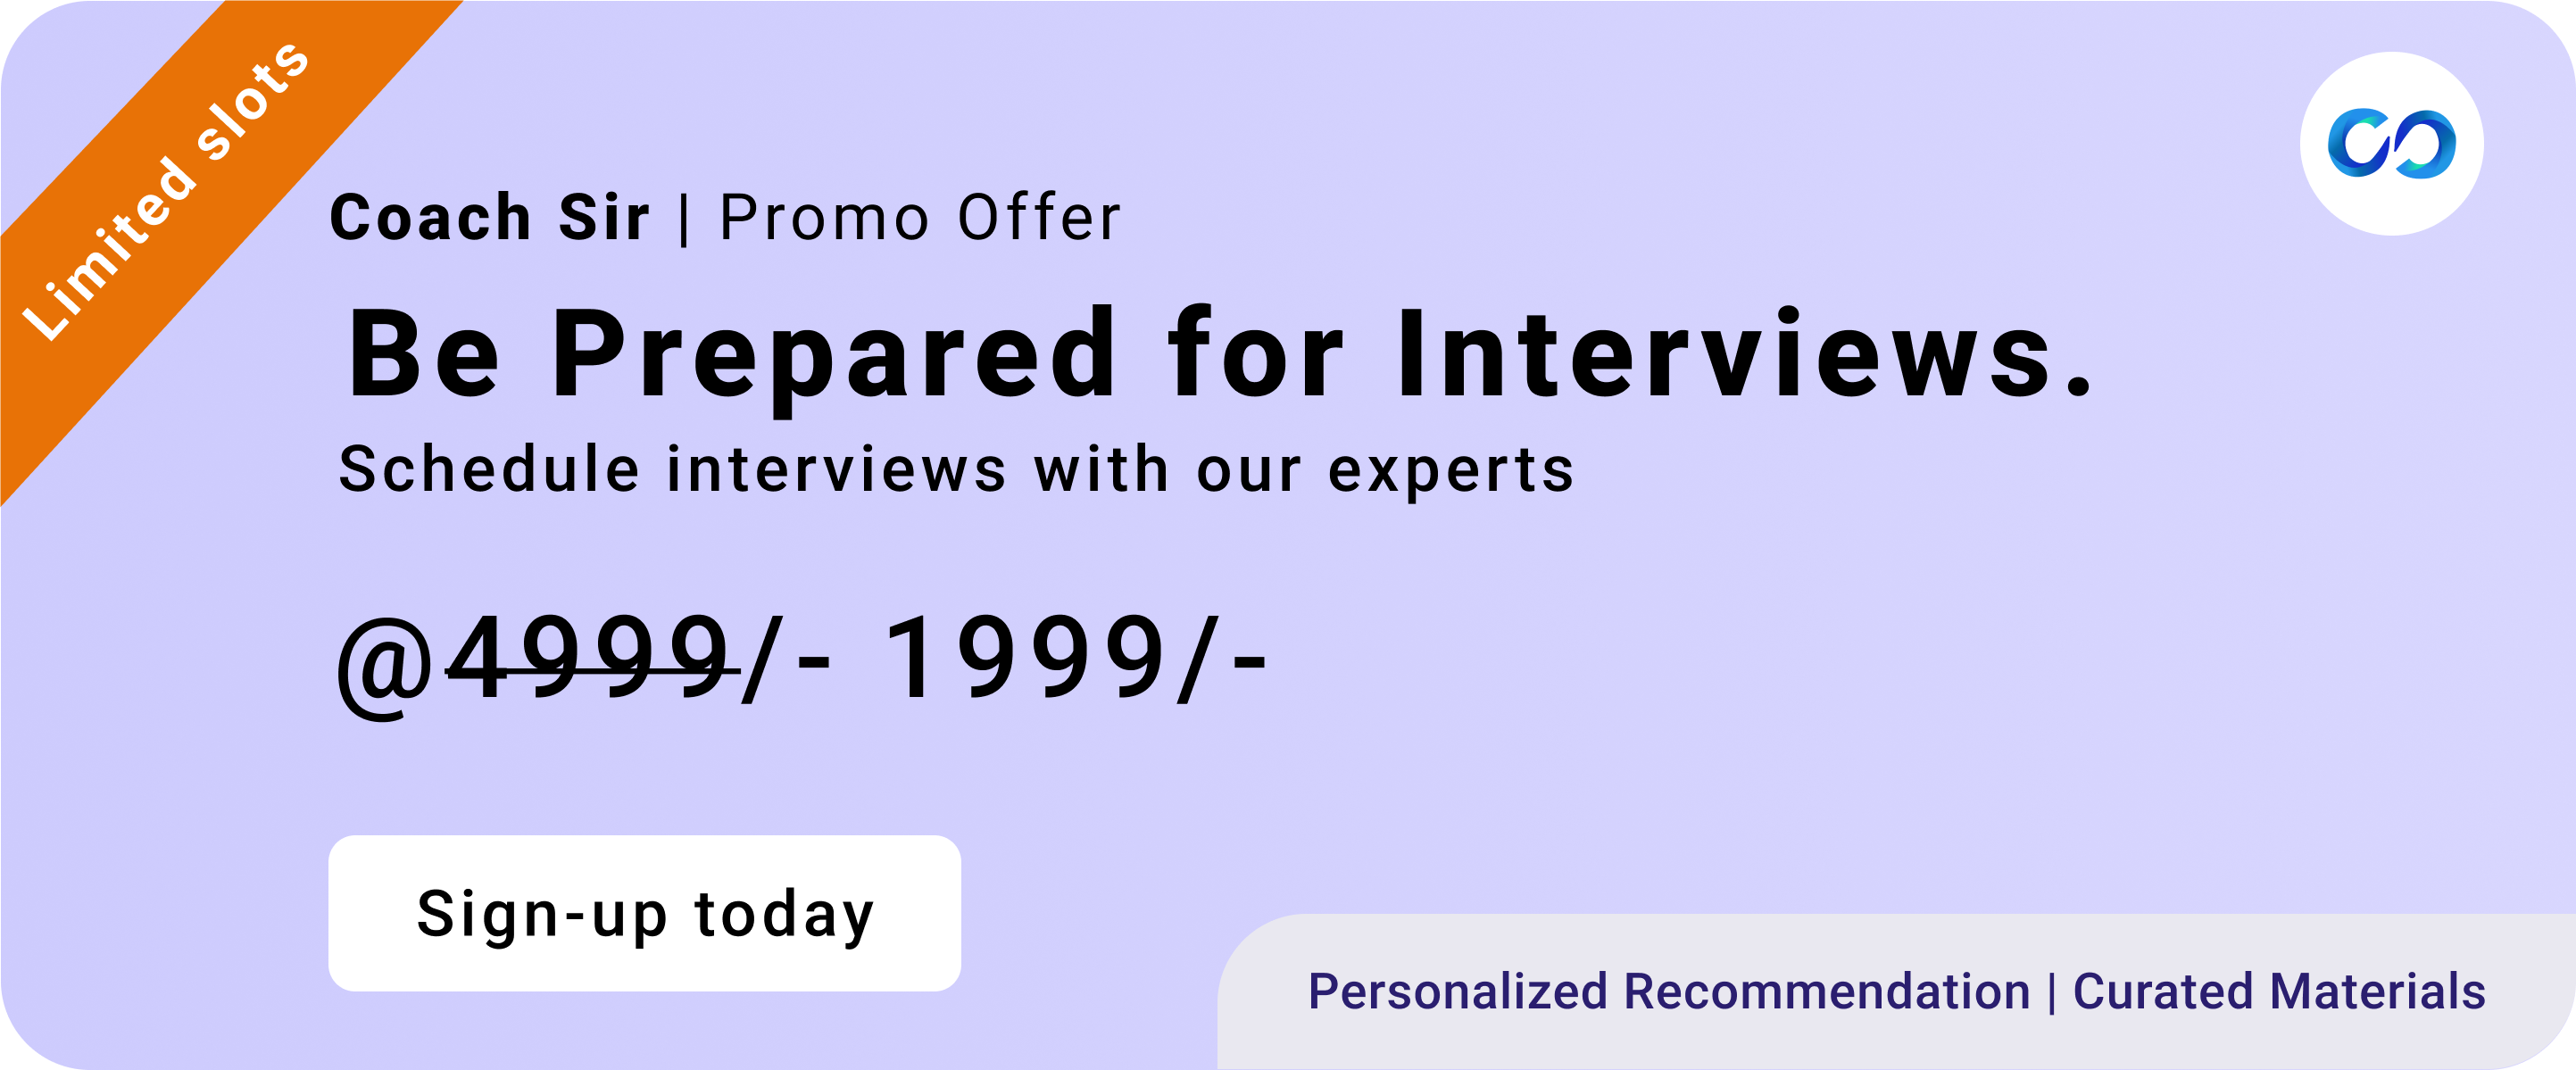 Limited slots
Coach Sir | Promo Offer
Be Prepared for Interviews.
Schedule interviews with our experts
@4999/- 1999/-
Sign-up today
Personalized Recommendation | Curated Materials